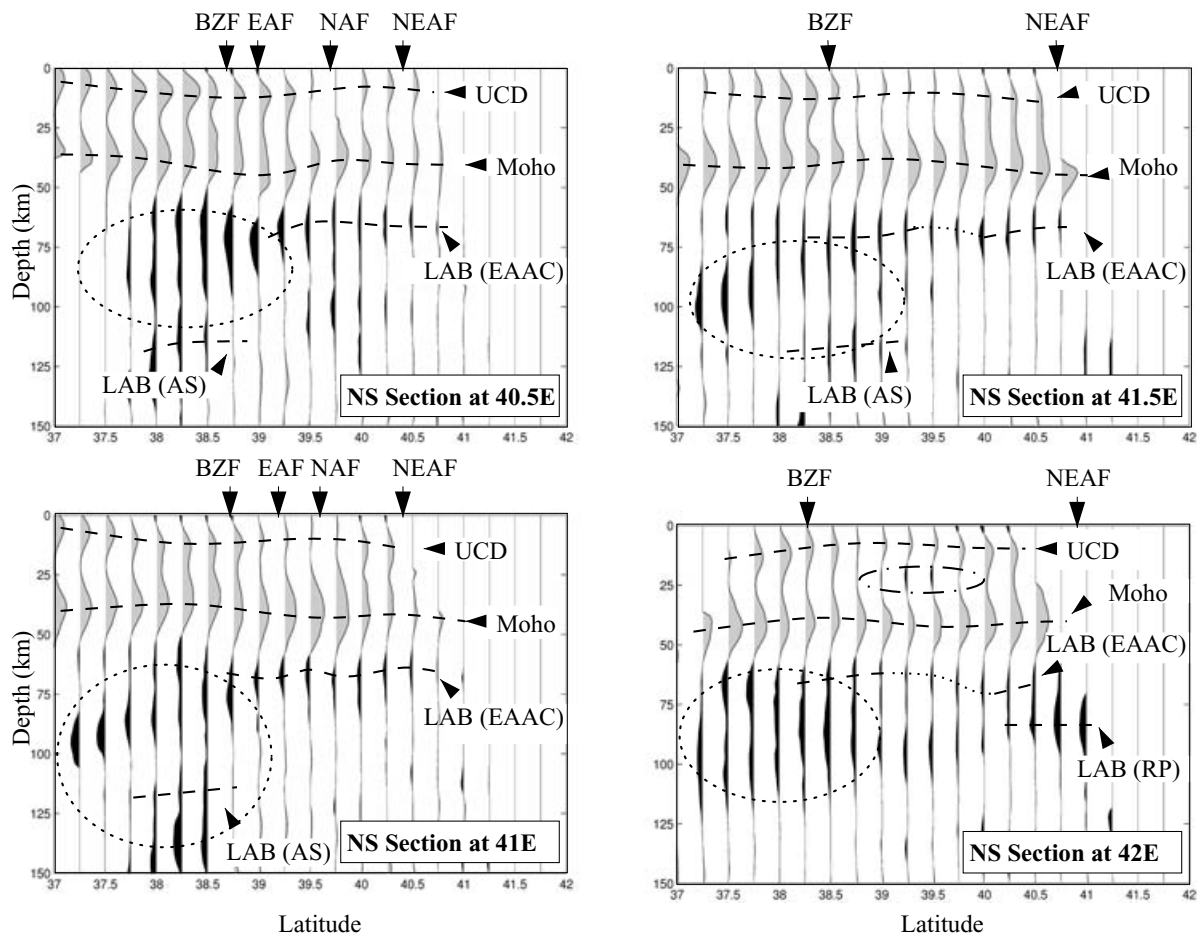 BZF EAF NAF NEAF
0
25
50
75
100
125
150
Depth (km)
UCD
Moho
LAB (EAAC)
LAB (AS)
NS Section at 40.5E
37 37.5 38 38.5 39 39.5 40 40.5 41 41.5 42
BZF NEAF
0
25
50
75
100
125
150
UCD
Moho
LAB (EAAC)
LAB (AS)
NS Section at 41.5E
37 37.5 38 38.5 39 39.5 40 40.5 41 41.5 42
BZF EAF NAF NEAF
0
25
50
75
100
125
150
Depth (km)
UCD
Moho
LAB (EAAC)
LAB (AS)
NS Section at 41E
37 37.5 38 38.5 39 39.5 40 40.5 41 41.5 42
Latitude
BZF NEAF
0
25
50
75
100
125
150
UCD
Moho
LAB (EAAC)
LAB (RP)
NS Section at 42E
37 37.5 38 38.5 39 39.5 40 40.5 41 41.5 42
Latitude